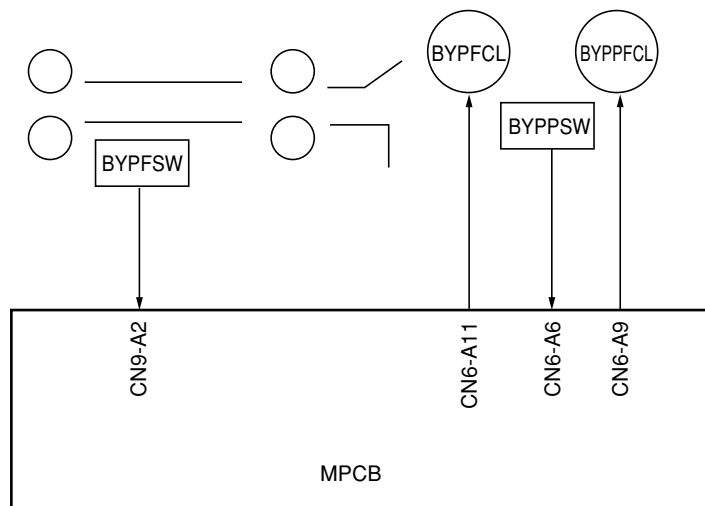 BYPFCL
BYPPFCL
BYPPSW
BYPFSW
CN9-A2
CN6-A11
CN6-A6
CN6-A9
MPCB